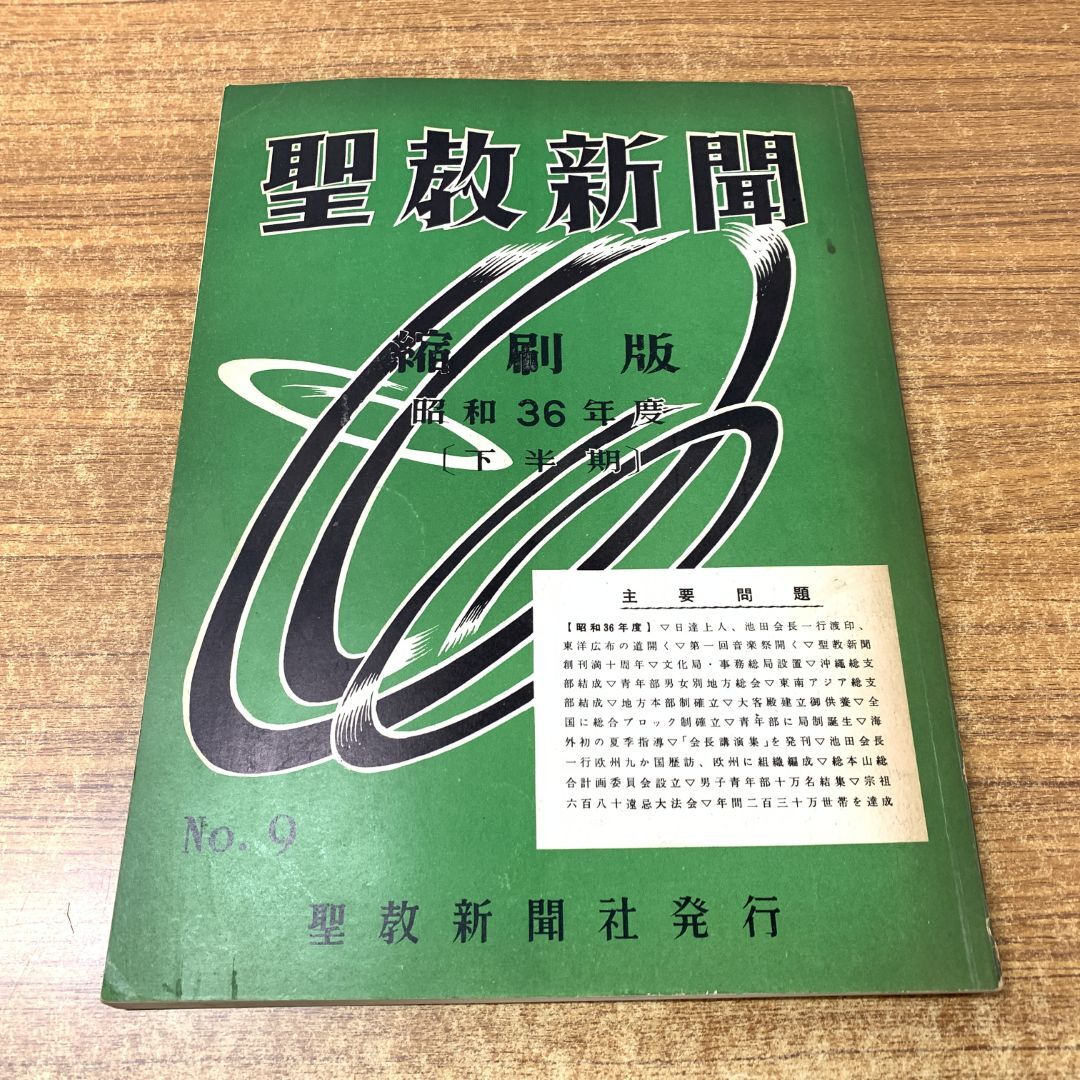 聖教新聞
縮刷版
昭和36年度
〔下半期〕
主要問題
【昭和36年度】▽日達上人、池田会長一行渡印、
東洋広布の道開く▽第一回音楽祭開く▽聖教新聞
創刊満十周年▽文化局・事務総局設置▽沖縄総支
部結成▽青年部男女別地方総会▽東南アジア総支
部結成▽地方本部制確立▽大客殿建立御供養▽全
国に総合ブロック制確立▽青年部に局制誕生▽海
外初の夏季指導▽「会長講演集」を発刊▽池田会長
一行欧州九か国歴訪、欧州に組織編成▽総本山総
合計画委員会設立▽男子青年部十万名結集▽宗祖
六百八十遠忌大法会▽年間二百三十万世帯を達成
No. 9
聖教新聞社発行